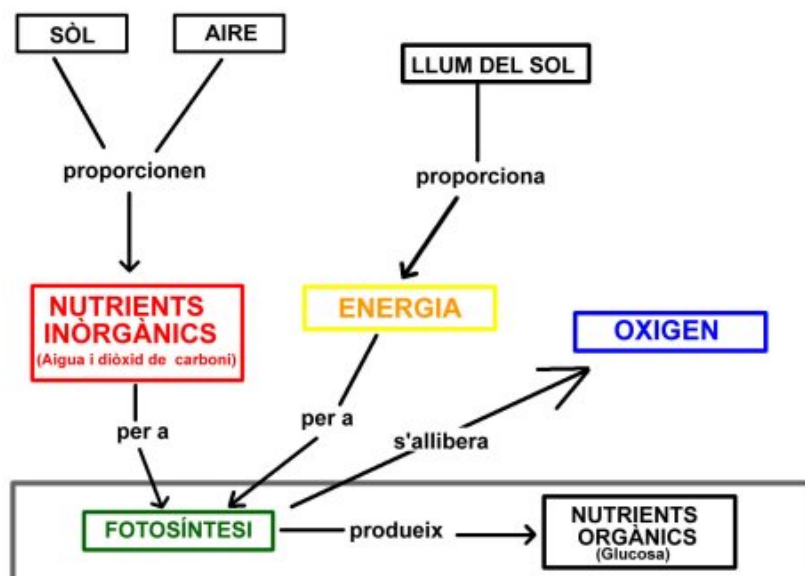 SÒL
AIRE
LLUM DEL SOL
proporcionen
proporciona
NUTRIENTS
INÒRGÀNICS
(Aigua i diòxid de carboni)
ENERGIA
OXIGEN
per a
per a
s'allibera
FOTOSÍNTESI
produeix
NUTRIENTS
ORGÀNICS
(Glucosa)